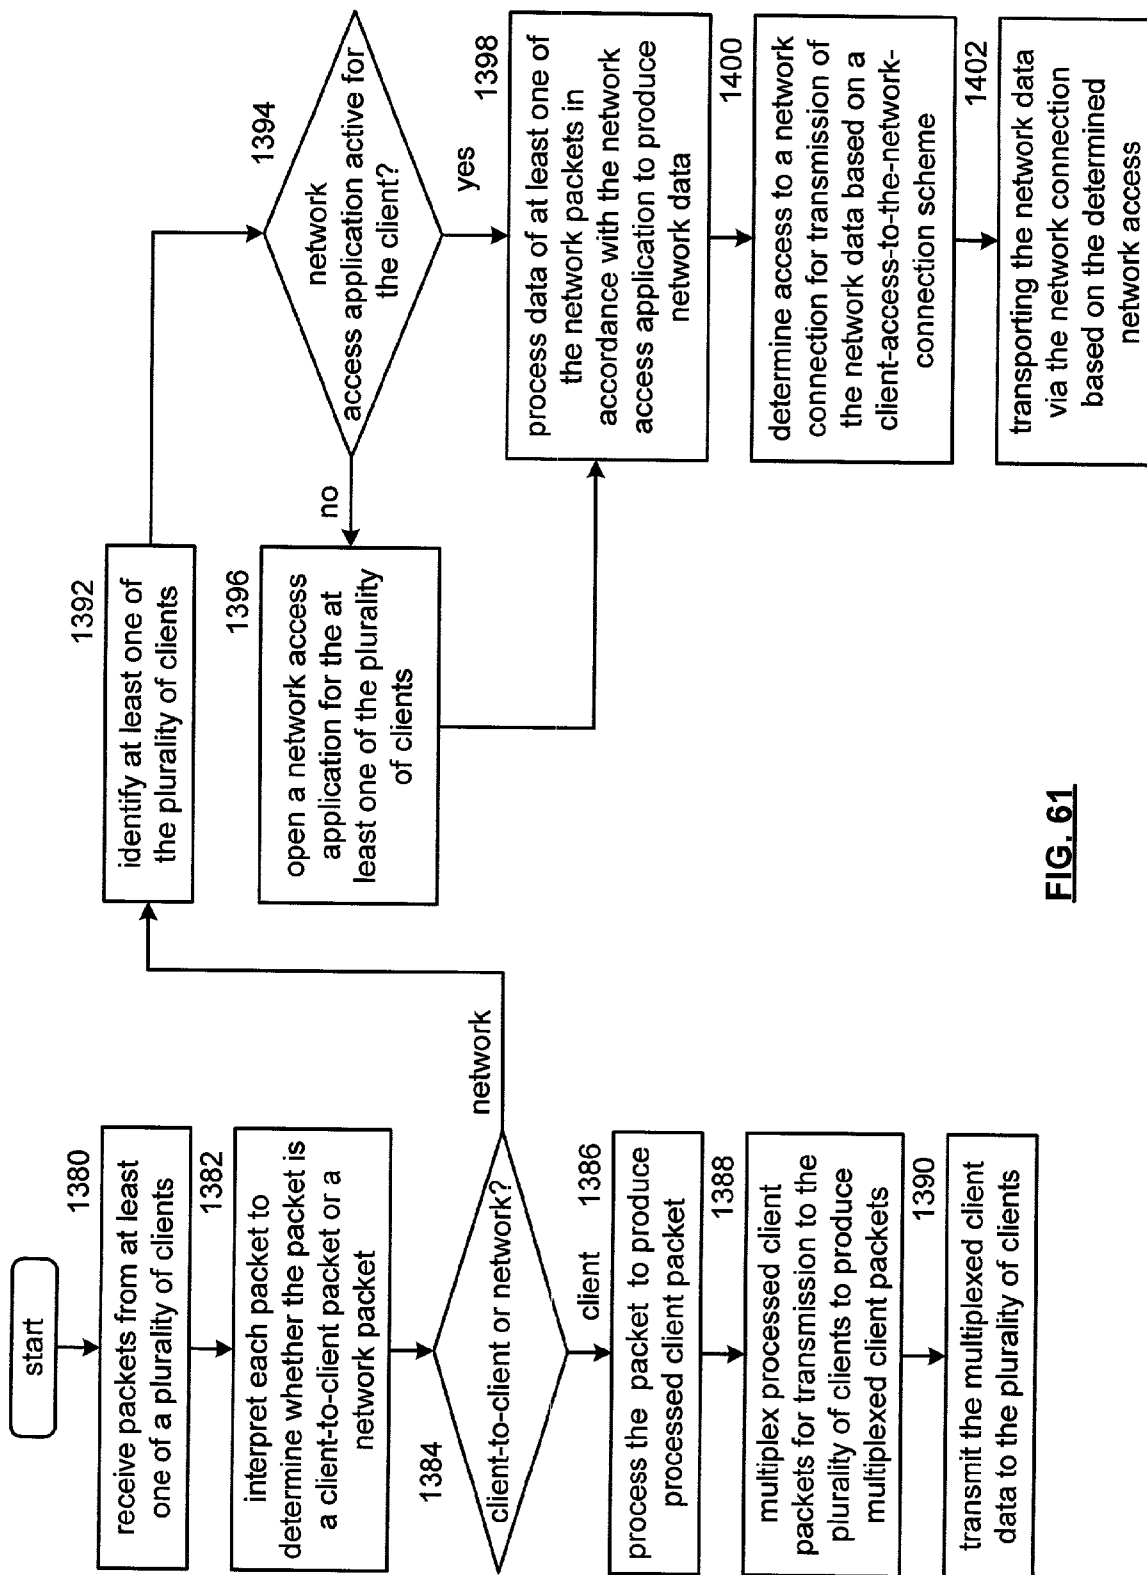 start
1380
receive packets from at least
one of a plurality of clients
1382
interpret each packet to
determine whether the packet is
a client-to-client packet or a
network packet
1384
client-to-client or network?
network
client
1386
process the packet to produce
processed client packet
1388
multiplex processed client
packets for transmission to the
plurality of clients to produce
multiplexed client packets
1390
transmit the multiplexed client
data to the plurality of clients
1392
identify at least one of
the plurality of clients
1394
network
access application active for
the client?
no
yes
1396
open a network access
application for the at
least one of the plurality
of clients
1398
process data of at least one of
the network packets in
accordance with the network
access application to produce
network data
1400
determine access to a network
connection for transmission of
the network data based on a
client-access-to-the-network-
connection scheme
1402
transporting the network data
via the network connection
based on the determined
network access
FIG. 61